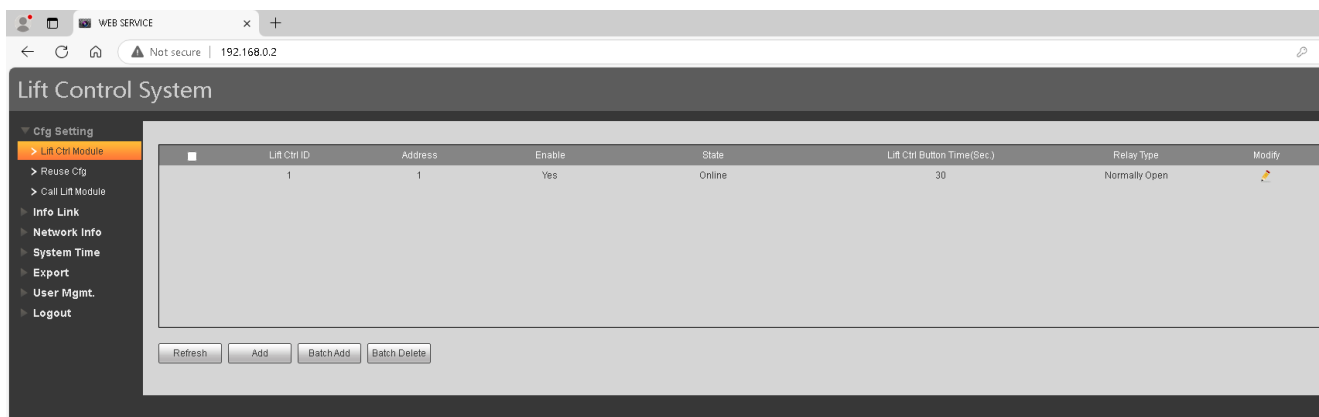 WEB SERVICE
Not secure | 192.168.0.2
Lift Control System
Cfg Setting
Lift Ctrl Module
Reuse Cfg
Call Lift Module
Info Link
Network Info
System Time
Export
User Mgmt.
Logout
Lift Ctrl ID Address Enable State Lift Ctrl Button Time(Sec.) Relay Type Modify
1 1 Yes Online 30 Normally Open
Refresh Add Batch Add Batch Delete